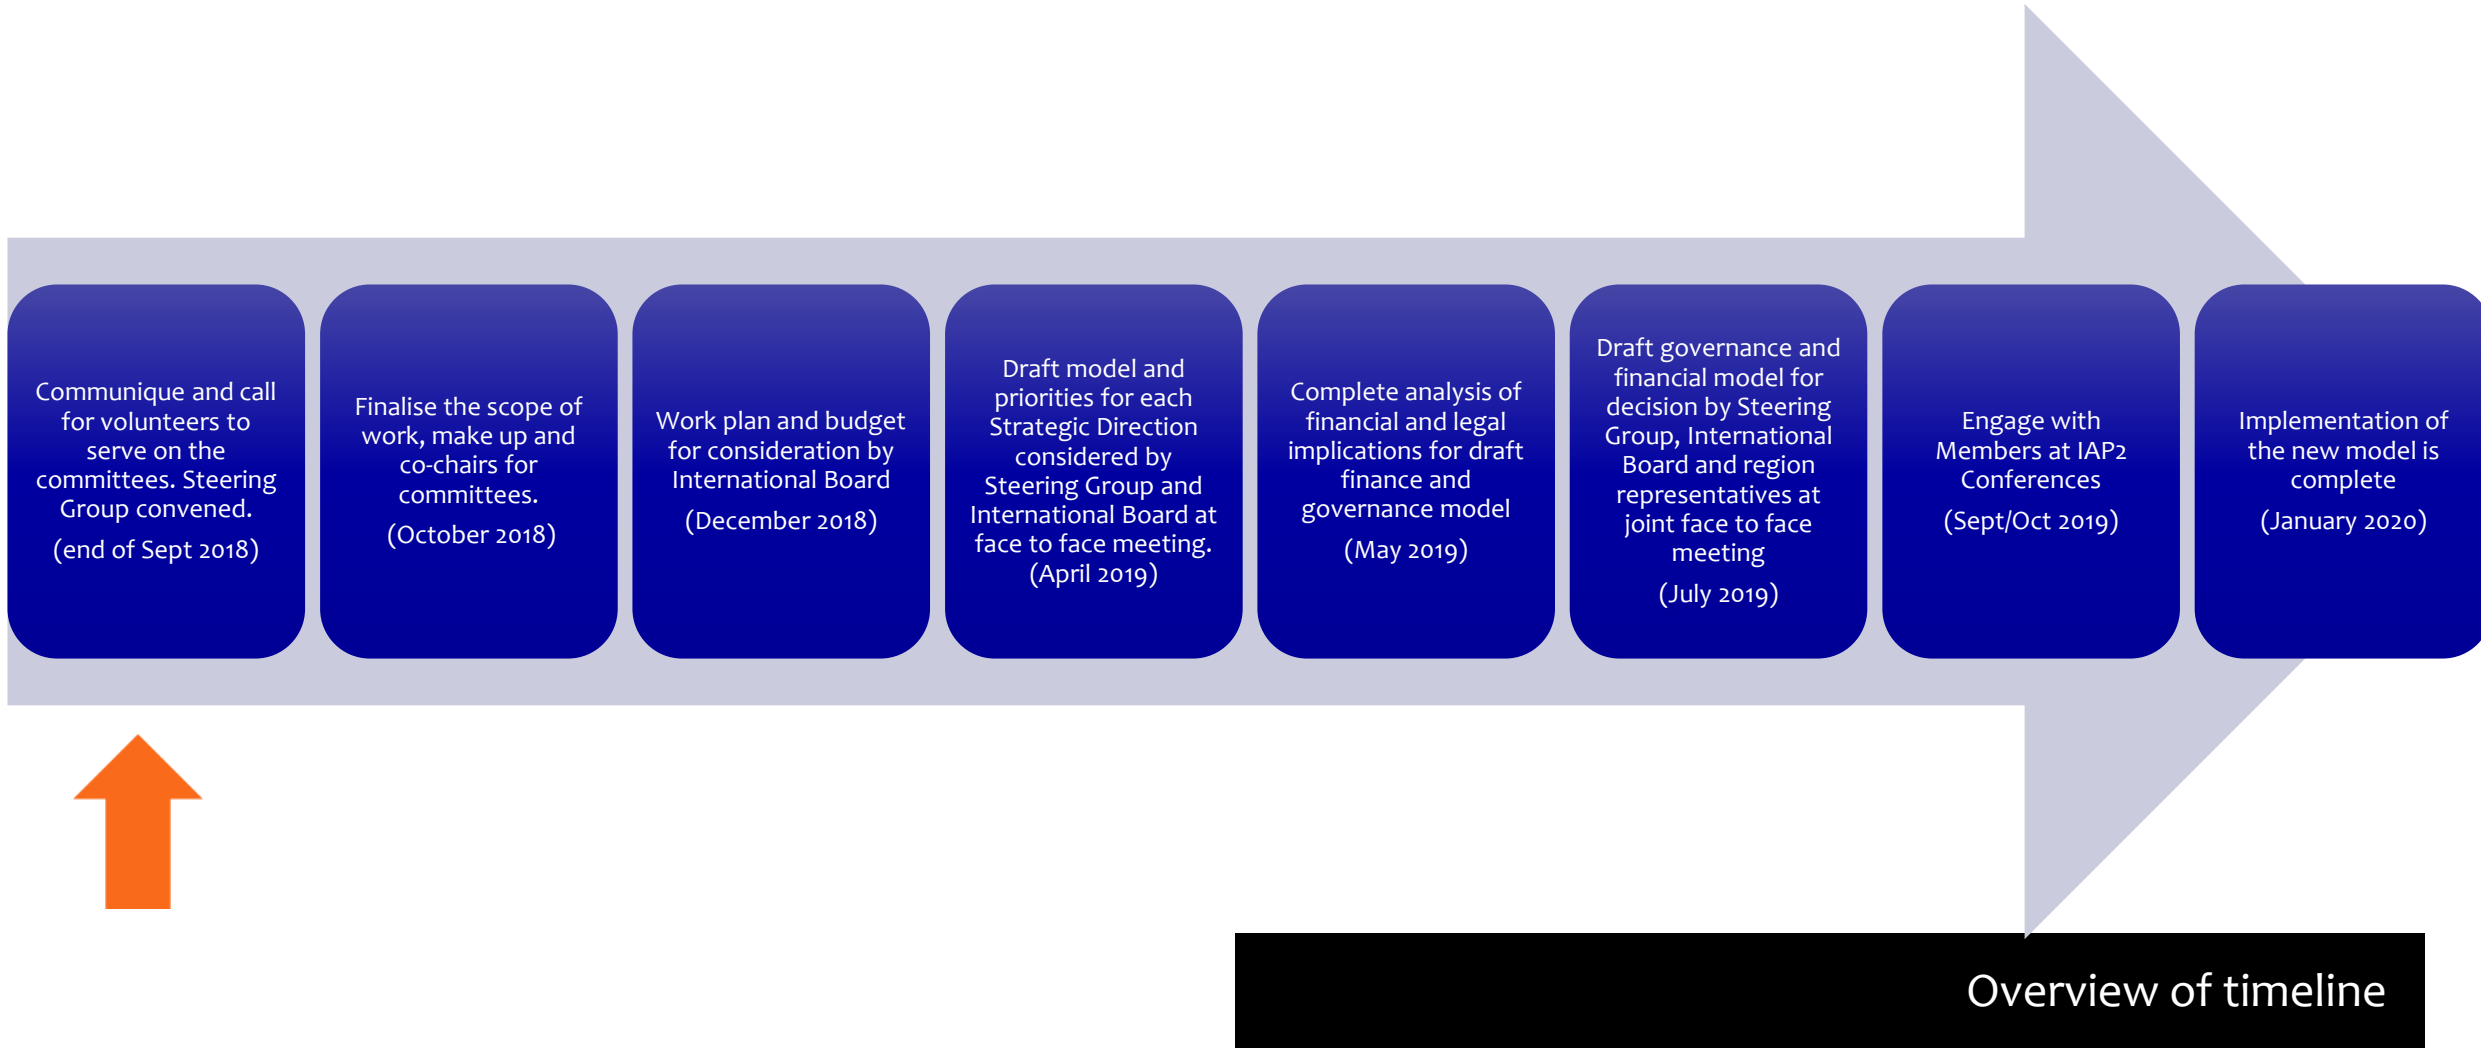 Communique and call
for volunteers to
serve on the
committees. Steering
Group convened.
(end of Sept 2018)
Finalise the scope of
work, make up and
co-chairs for
committees.
(October 2018)
Work plan and budget
for consideration by
International Board
(December 2018)
Draft model and
priorities for each
Strategic Direction
considered by
Steering Group and
International Board at
face to face meeting.
(April 2019)
Complete analysis of
financial and legal
implications for draft
finance and
governance model
(May 2019)
Draft governance and
financial model for
decision by Steering
Group, International
Board and region
representatives at
joint face to face
meeting
(July 2019)
Engage with
Members at IAP2
Conferences
(Sept/Oct 2019)
Implementation of
the new model is
complete
(January 2020)
Overview of timeline